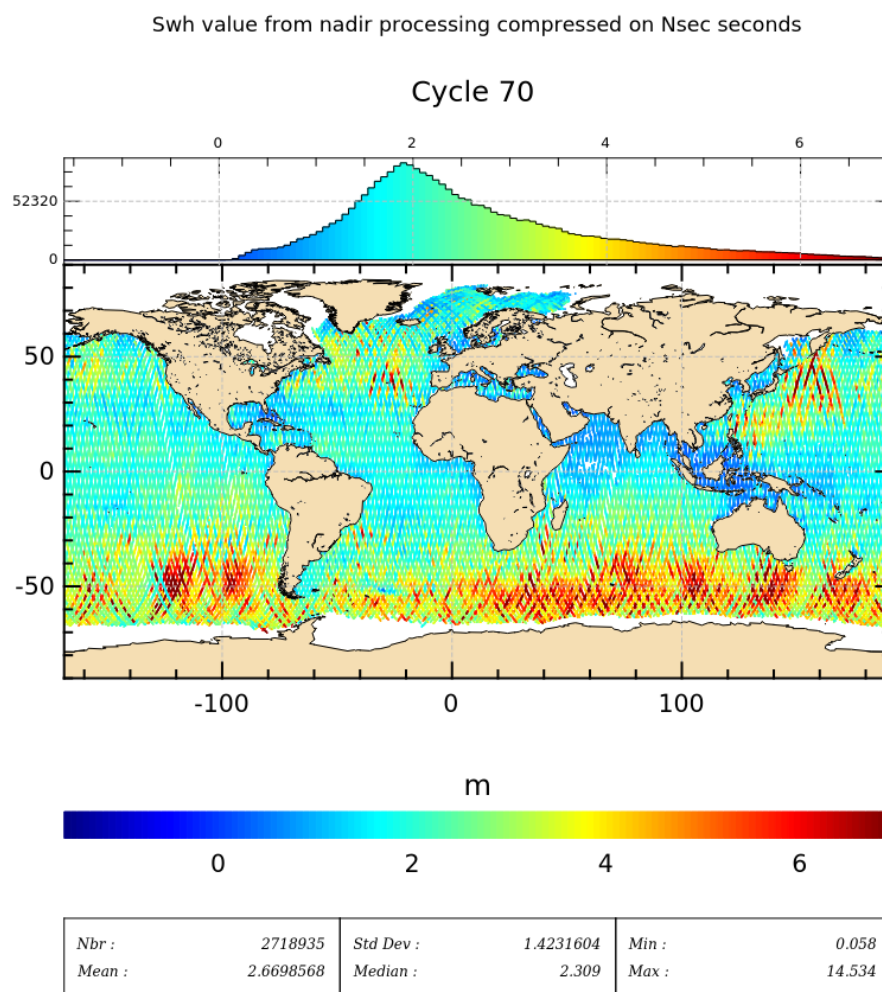 Swh value from nadir processing compressed on Nsec seconds
Cycle 70
0 2 4 6
52320
0
50
0
-50
-100 0 100
m
0 2 4 6
Nbr : 2718935 Std Dev : 1.4231604 Min : 0.058
Mean : 2.6698568 Median : 2.309 Max : 14.534